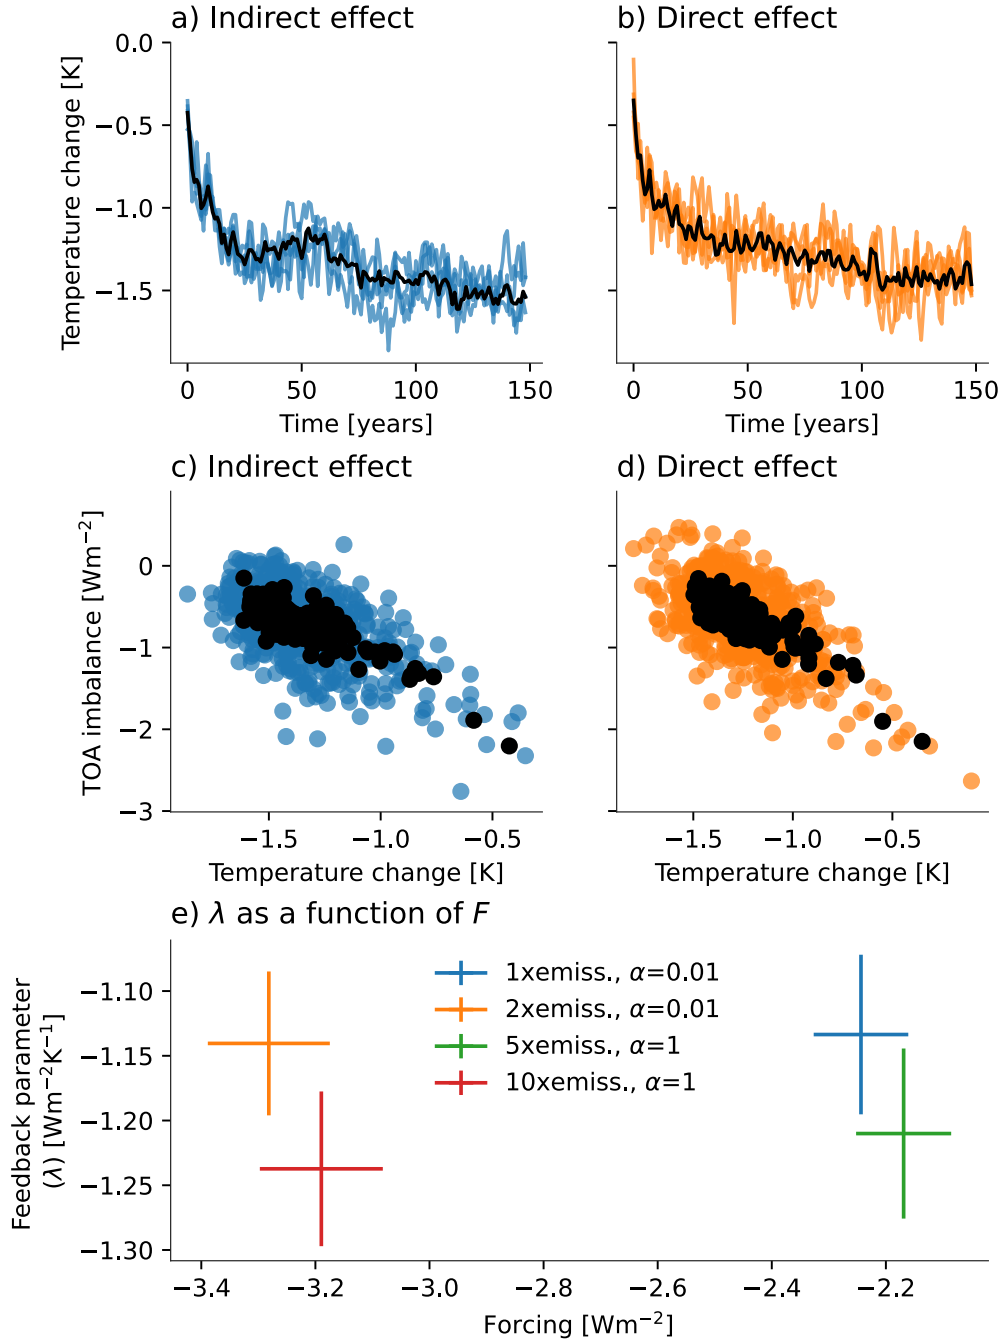 a) Indirect effect
b) Direct effect
Temperature change [K]
0.0
−0.5
−1.0
−1.5
0
50
100
150
Time [years]
0
50
100
150
Time [years]
c) Indirect effect
d) Direct effect
TOA imbalance [Wm⁻²]
0
−1
−2
−3
−1.5
−1.0
−0.5
Temperature change [K]
−1.5
−1.0
−0.5
Temperature change [K]
e) λ as a function of F
Feedback parameter
(λ) [Wm⁻²K⁻¹]
−1.10
−1.15
−1.20
−1.25
−1.30
1xemiss., α=0.01
2xemiss., α=0.01
5xemiss., α=1
10xemiss., α=1
−3.4
−3.2
−3.0
−2.8
−2.6
−2.4
−2.2
Forcing [Wm⁻²]